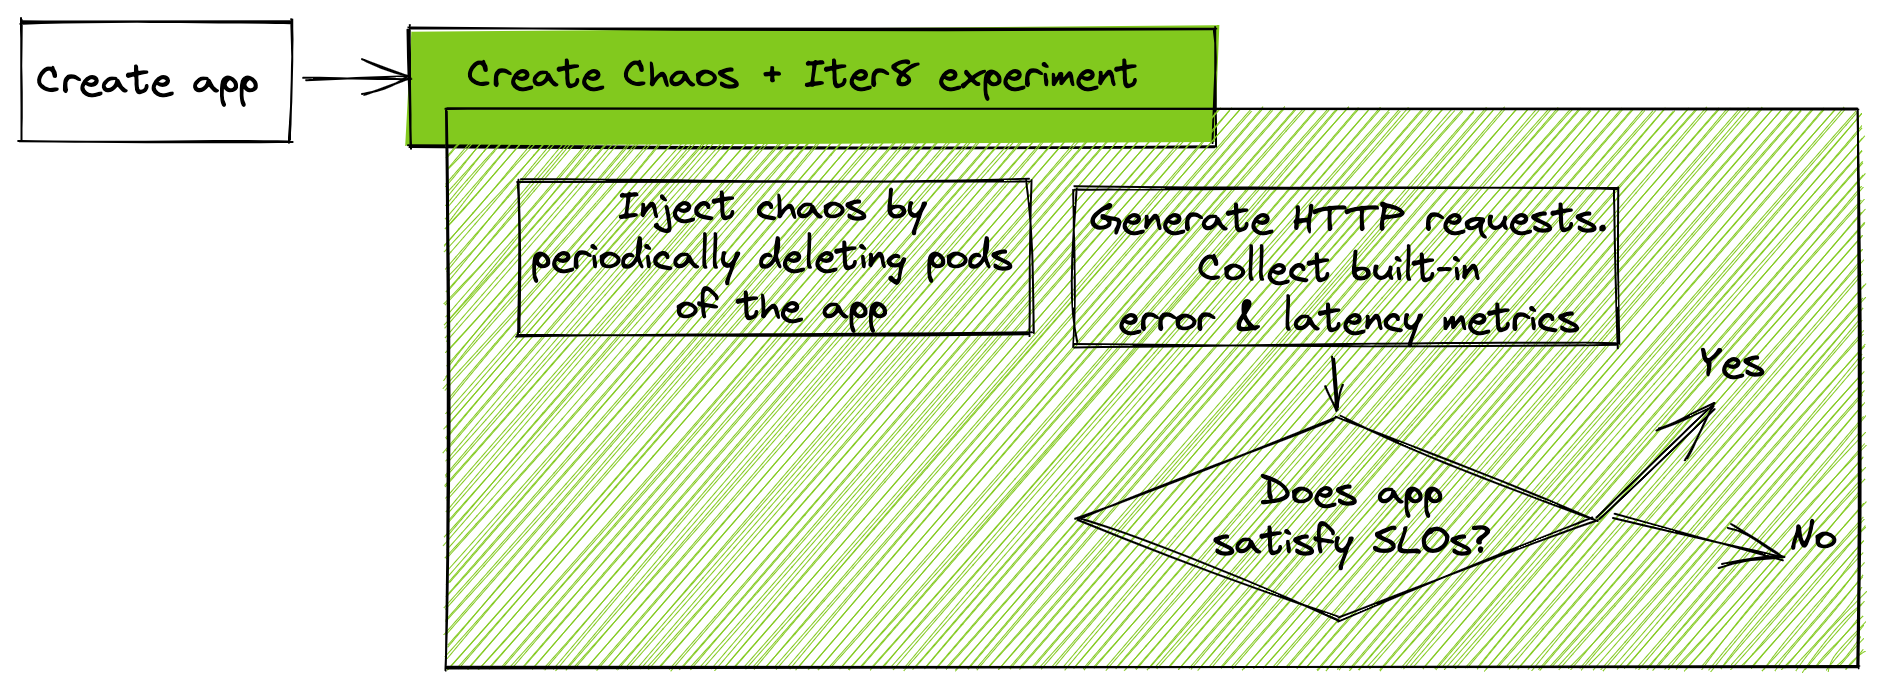 Create app
Create Chaos + Iter8 experiment
Inject chaos by
periodically deleting pods
of the app
Generate HTTP requests.
Collect built-in
error & latency metrics
Does app
satisfy SLOs?
Yes
No